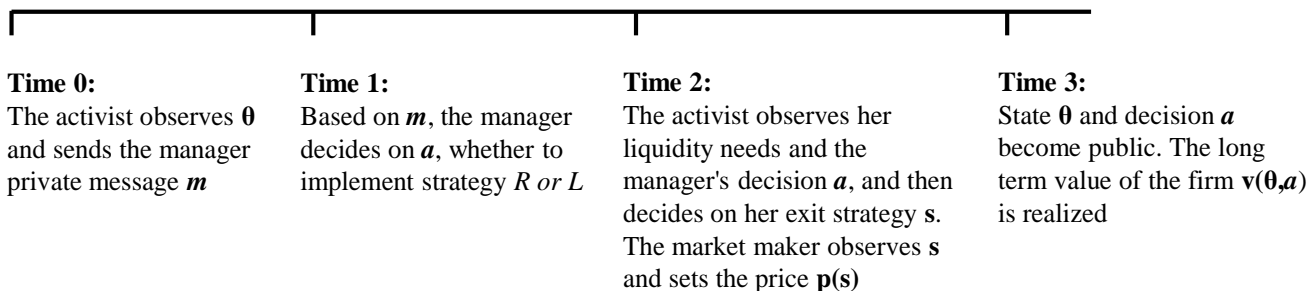 Time 0:
The activist observes θ
and sends the manager
private message m
Time 1:
Based on m, the manager
decides on a, whether to
implement strategy R or L
Time 2:
The activist observes her
liquidity needs and the
manager's decision a, and then
decides on her exit strategy s.
The market maker observes s
and sets the price p(s)
Time 3:
State θ and decision a
become public. The long
term value of the firm v(θ,a)
is realized